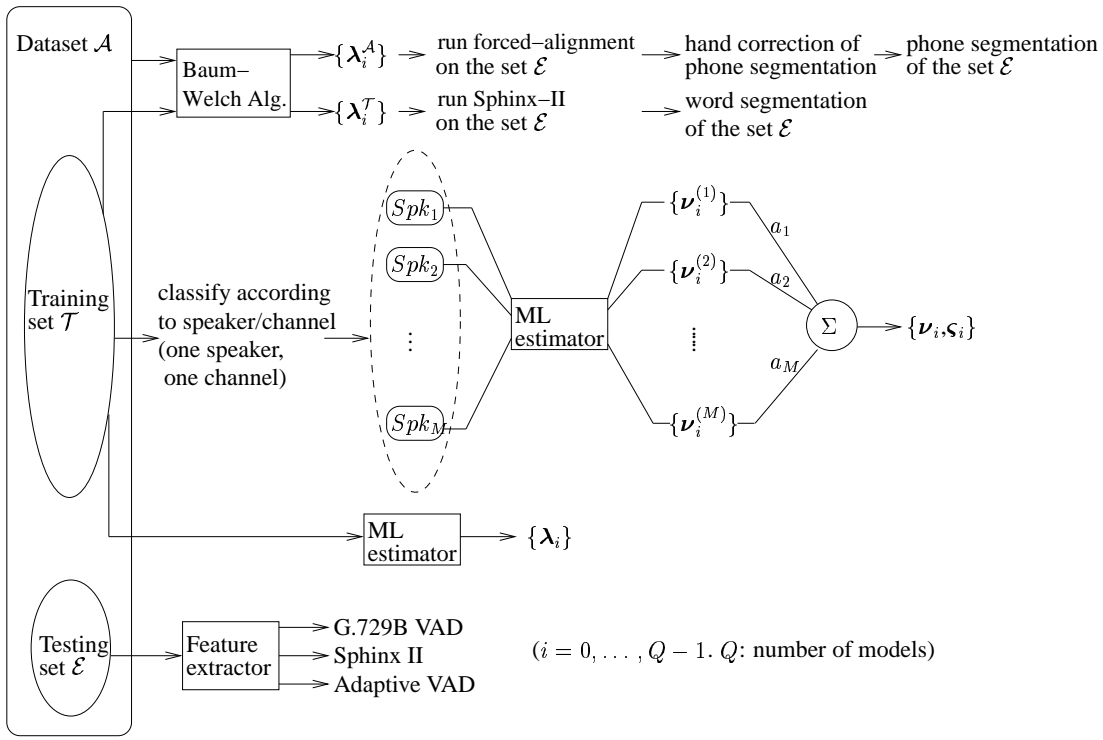 Dataset 𝒜
Baum–
Welch Alg.
{λ_i^𝒜}
run forced–alignment
on the set ℰ
hand correction of
phone segmentation
phone segmentation
of the set ℰ
{λ_i^𝒯}
run Sphinx–II
on the set ℰ
word segmentation
of the set ℰ
Training
set 𝒯
classify according
to speaker/channel
(one speaker,
one channel)
Spk_1
Spk_2
⋮
Spk_M
ML
estimator
{ν_i^(1)}
{ν_i^(2)}
{ν_i^(M)}
a_1
a_2
a_M
Σ
{ν_i,ς_i}
ML
estimator
{λ_i}
Testing
set ℰ
Feature
extractor
G.729B VAD
Sphinx II
Adaptive VAD
(i = 0, . . . , Q − 1. Q: number of models)